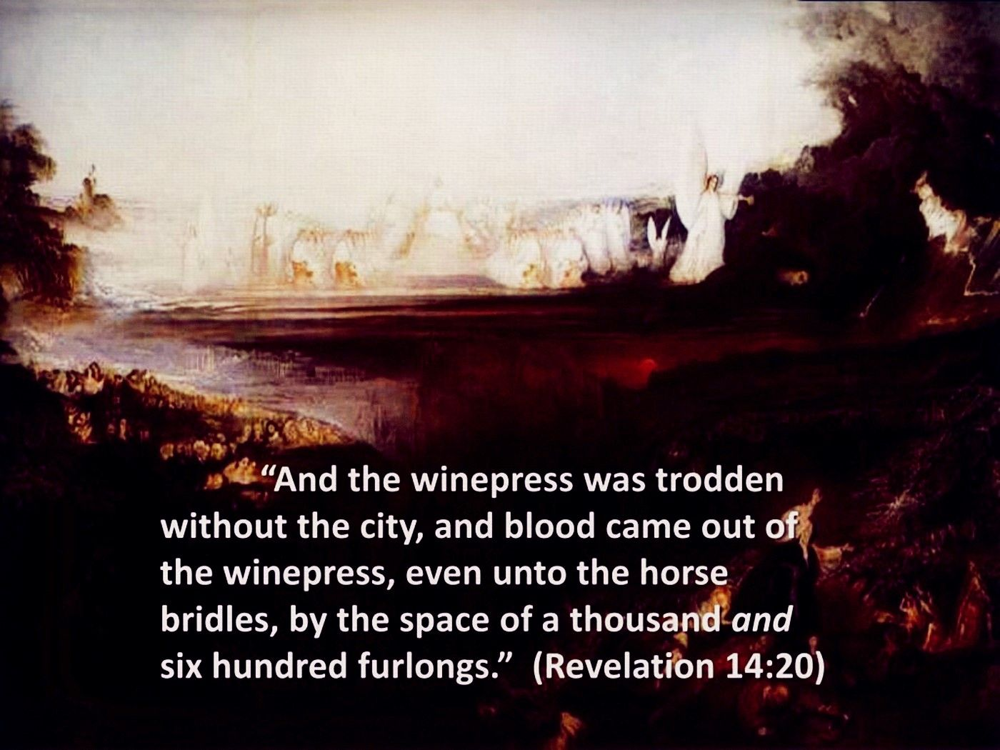 “And the winepress was trodden
without the city, and blood came out of
the winepress, even unto the horse
bridles, by the space of a thousand and
six hundred furlongs.” (Revelation 14:20)